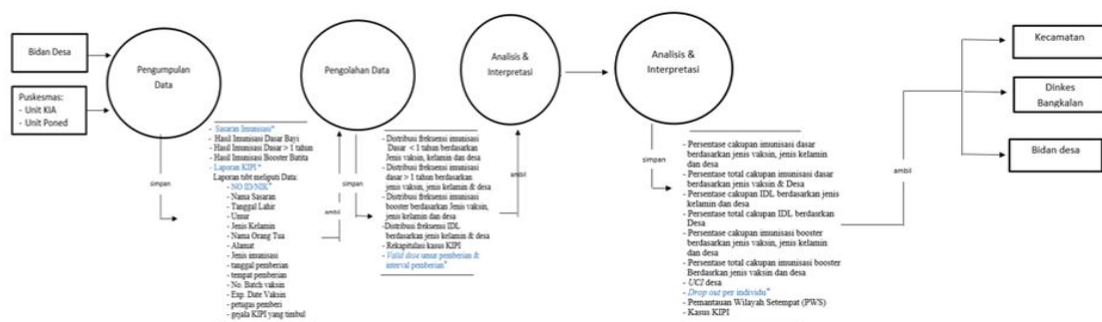 Bidan Desa
Puskesmas:
- Unit KIA
- Unit Poned
Pengumpulan
Data
simpan
- Sasaran Imunisasi*
- Hasil Imunisasi Dasar Bayi
- Hasil Imunisasi Dasar > 1 tahun
- Hasil Imunisasi Booster Batita
- Laporan KIPI *
Laporan tsbt meliputi Data:
- NO ID/NIK*
- Nama Sasaran
- Tanggal Lahir
- Umur
- Jenis Kelamin
- Nama Orang Tua
- Alamat
- Jenis imunisasi
- tanggal pemberian
- tempat pemberian
- No. Batch vaksin
- Exp. Date Vaksin
- petugas pemberi
- gejala KIPI yang timbul
ambil
Pengolahan Data
simpan
- Distribusi frekuensi imunisasi
Dasar < 1 tahun berdasarkan
Jenis vaksin, kelamin dan desa
- Distribusi frekuensi imunisasi
dasar > 1 tahun berdasarkan
jenis vaksin, jenis kelamin & desa
- Distribusi frekuensi imunisasi
booster berdasarkan Jenis vaksin,
jenis kelamin dan desa
-Distribusi frekuensi IDL
berdasarkan jenis kelamin & desa
- Rekapitulasi kasus KIPI
- Valid dose umur pemberian &
interval pemberian*
ambil
Analisis &
Interpretasi
Analisis &
Interpretasi
simpan
- Persentase cakupan imunisasi dasar
berdasarkan jenis vaksin, jenis kelamin
dan desa
- Persentase total cakupan imunisasi dasar
berdasarkan jenis vaksin & Desa
- Persentase cakupan IDL berdasarkan jenis
kelamin dan desa
- Persentase total cakupan IDL berdasarkan
Desa
- Persentase cakupan imunisasi booster
berdasarkan jenis vaksin, jenis kelamin
dan desa
- Persentase total cakupan imunisasi booster
Berdasarkan jenis vaksin dan desa
- UCI desa
- Drop out per individu*
- Pemantauan Wilayah Setempat (PWS)
- Kasus KIPI
ambil
Kecamatan
Dinkes
Bangkalan
Bidan desa